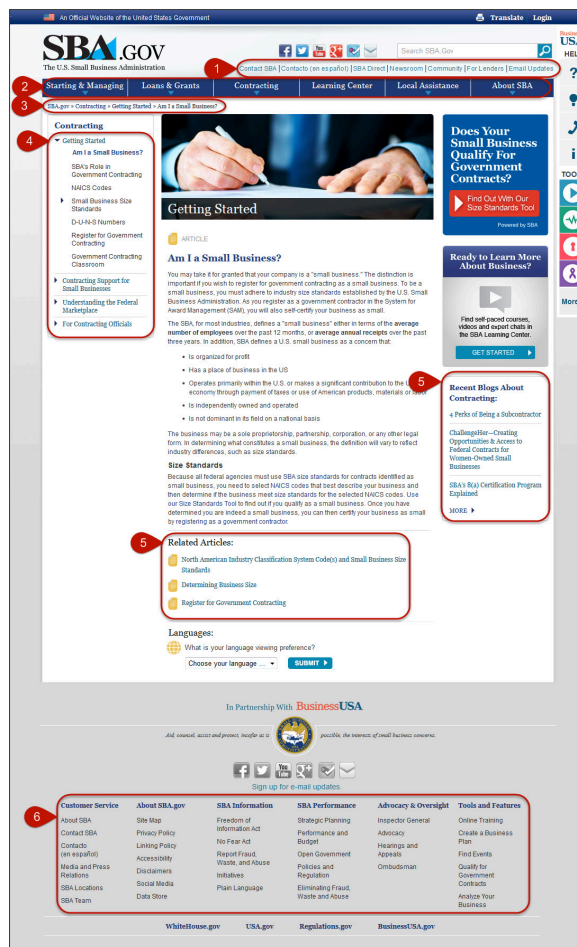 An Official Website of the United States Government
Translate Login
SBA.GOV
The U.S. Small Business Administration
Search SBA.Gov
1
Contact SBA | Contacto (en español) | SBA Direct | Newsroom | Community | For Lenders | Email Updates
Business
US
HEL
2
Starting & Managing Loans & Grants Contracting Learning Center Local Assistance About SBA
3
SBA.gov » Contracting » Getting Started » Am I a Small Business?
4
Contracting
Getting Started
Am I a Small Business?
SBA's Role in
Government Contracting
NAICS Codes
Small Business Size
Standards
D-U-N-S Numbers
Register for Government
Contracting
Government Contracting
Classroom
Contracting Support for
Small Businesses
Understanding the Federal
Marketplace
For Contracting Officials
Getting Started
ARTICLE
Am I a Small Business?
You may take it for granted that your company is a "small business." The distinction is
important if you wish to register for government contracting as a small business. To be a
small business, you must adhere to industry size standards established by the U.S. Small
Business Administration. As you register as a government contractor in the System for
Award Management (SAM), you will also self-certify your business as small.
The SBA, for most industries, defines a "small business" either in terms of the average
number of employees over the past 12 months, or average annual receipts over the past
three years. In addition, SBA defines a U.S. small business as a concern that:
• Is organized for profit
• Has a place of business in the US
• Operates primarily within the U.S. or makes a significant contribution to the
economy through payment of taxes or use of American products, materials or labor
• Is independently owned and operated
• Is not dominant in its field on a national basis
The business may be a sole proprietorship, partnership, corporation, or any other legal
form. In determining what constitutes a small business, the definition will vary to reflect
industry differences, such as size standards.
Size Standards
Because all federal agencies must use SBA size standards for contracts identified as
small business, you need to select NAICS codes that best describe your business and
then determine if the business meet size standards for the selected NAICS codes. Use
our Size Standards Tool to find out if you qualify as a small business. Once you have
determined you are indeed a small business, you can then certify your business as small
by registering as a government contractor.
5
Related Articles:
North American Industry Classification System Code(s) and Small Business Size
Standards
Determining Business Size
Register for Government Contracting
Languages:
What is your language viewing preference?
Choose your language ... SUBMIT
Does Your
Small Business
Qualify For
Government
Contracts?
Find Out With Our
Size Standards Tool
Powered by SBA
Ready to Learn More
About Business?
Find self-paced courses,
videos and expert chats in
the SBA Learning Center.
GET STARTED
5
Recent Blogs About
Contracting:
4 Perks of Being a Subcontractor
ChallengeHer—Creating
Opportunities & Access to
Federal Contracts for
Women-Owned Small
Businesses
SBA's 8(a) Certification Program
Explained
MORE
TOO
More
In Partnership With BusinessUSA
Aid, counsel, assist and protect, insofar as is possible, the interests of small business concerns.
Sign up for e-mail updates
6
Customer Service
About SBA
Contact SBA
Contacto
(en español)
Media and Press
Relations
SBA Locations
SBA Team
About SBA.gov
Site Map
Privacy Policy
Linking Policy
Accessibility
Disclaimers
Social Media
Data Store
SBA Information
Freedom of
Information Act
No Fear Act
Report Fraud,
Waste, and Abuse
Initiatives
Plain Language
SBA Performance
Strategic Planning
Performance and
Budget
Open Government
Policies and
Regulation
Eliminating Fraud,
Waste and Abuse
Advocacy & Oversight
Inspector General
Advocacy
Hearings and
Appeals
Ombudsman
Tools and Features
Online Training
Create a Business
Plan
Find Events
Qualify for
Government
Contracts
Analyze Your
Business
WhiteHouse.gov USA.gov Regulations.gov BusinessUSA.gov